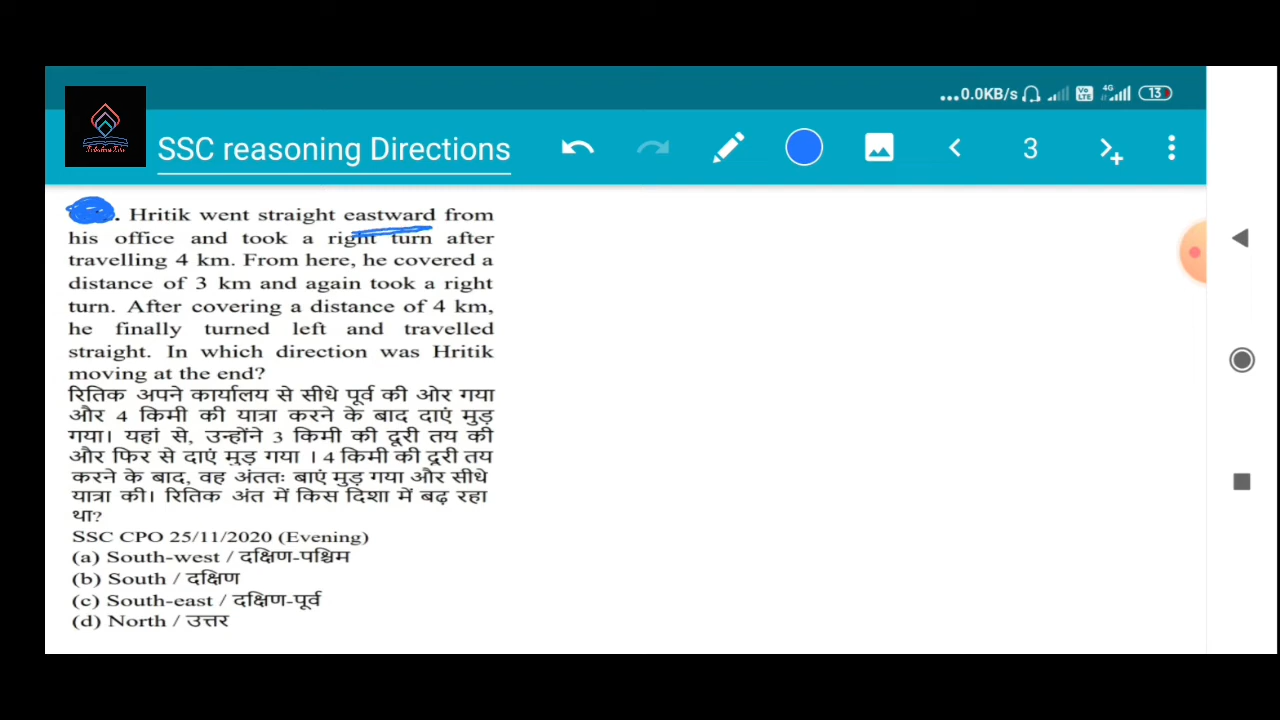 ...0.0KB/s Vo LTE 4G 13
SSC reasoning Directions 3
. Hritik went straight eastward from
his office and took a right turn after
travelling 4 km. From here, he covered a
distance of 3 km and again took a right
turn. After covering a distance of 4 km,
he finally turned left and travelled
straight. In which direction was Hritik
moving at the end?
रितिक अपने कार्यालय से सीधे पूर्व की ओर गया
और 4 किमी की यात्रा करने के बाद दाएं मुड़
गया। यहां से, उन्होंने 3 किमी की दूरी तय की
और फिर से दाएं मुड़ गया । 4 किमी की दूरी तय
करने के बाद, वह अंततः बाएं मुड़ गया और सीधे
यात्रा की। रितिक अंत में किस दिशा में बढ़ रहा
था?
SSC CPO 25/11/2020 (Evening)
(a) South-west / दक्षिण-पश्चिम
(b) South / दक्षिण
(c) South-east / दक्षिण-पूर्व
(d) North / उत्तर